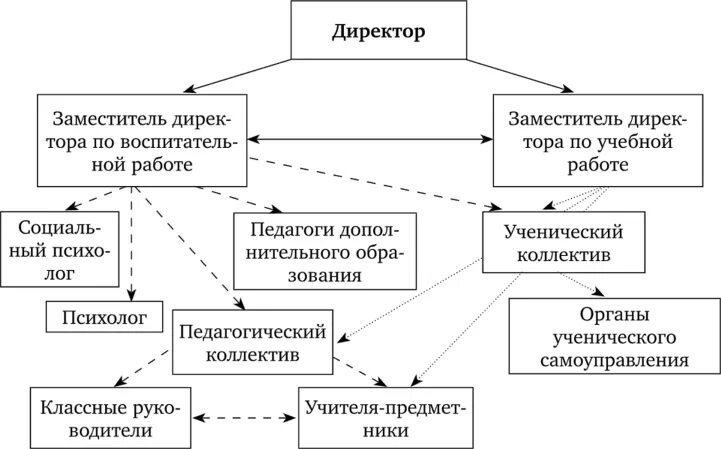 Директор
Заместитель дирек-
тора по воспитатель-
ной работе
Заместитель дирек-
тора по учебной
работе
Социаль-
ный психо-
лог
Педагоги допол-
нительного обра-
зования
Ученический
коллектив
Психолог
Педагогический
коллектив
Органы
ученического
самоуправления
Классные руко-
водители
Учителя-предмет-
ники